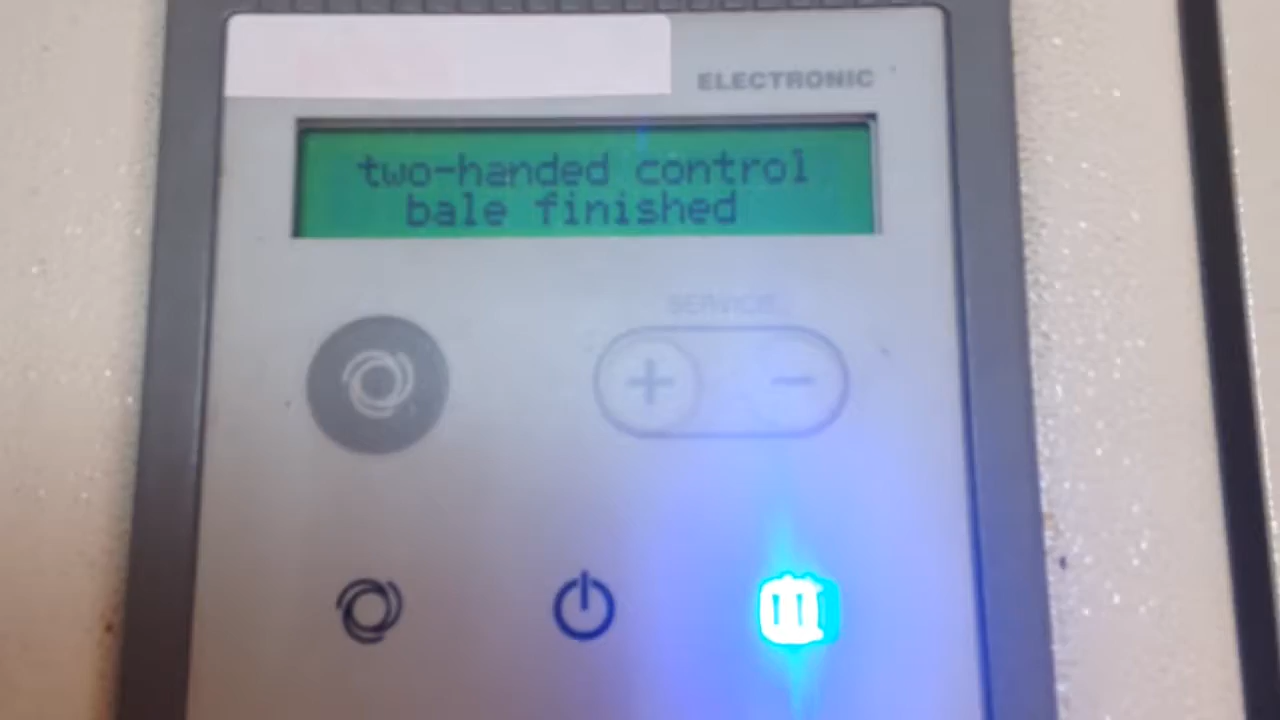 ELECTRONIC
two-handed control
bale finished
SERVICE
+ −